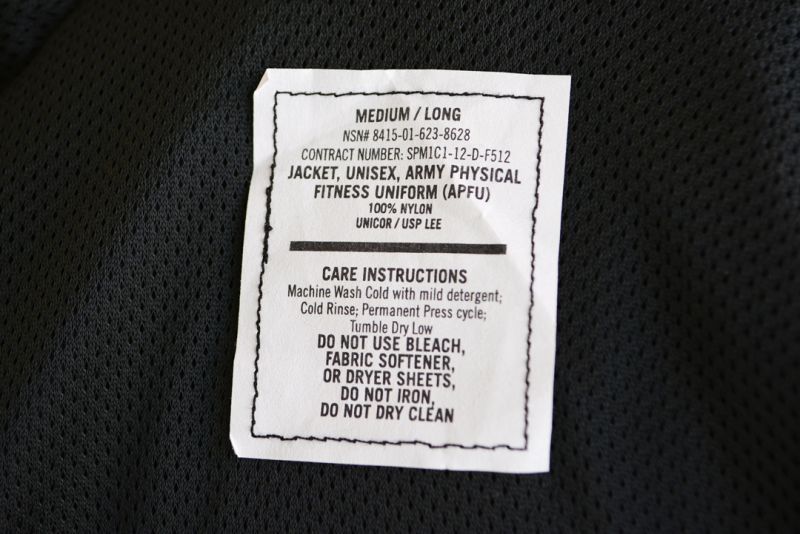 MEDIUM / LONG
NSN# 8415-01-623-8628
CONTRACT NUMBER: SPM1C1-12-D-F512
JACKET, UNISEX, ARMY PHYSICAL
FITNESS UNIFORM (APFU)
100% NYLON
UNICOR / USP LEE
CARE INSTRUCTIONS
Machine Wash Cold with mild detergent;
Cold Rinse; Permanent Press cycle;
Tumble Dry Low
DO NOT USE BLEACH,
FABRIC SOFTENER,
OR DRYER SHEETS,
DO NOT IRON,
DO NOT DRY CLEAN